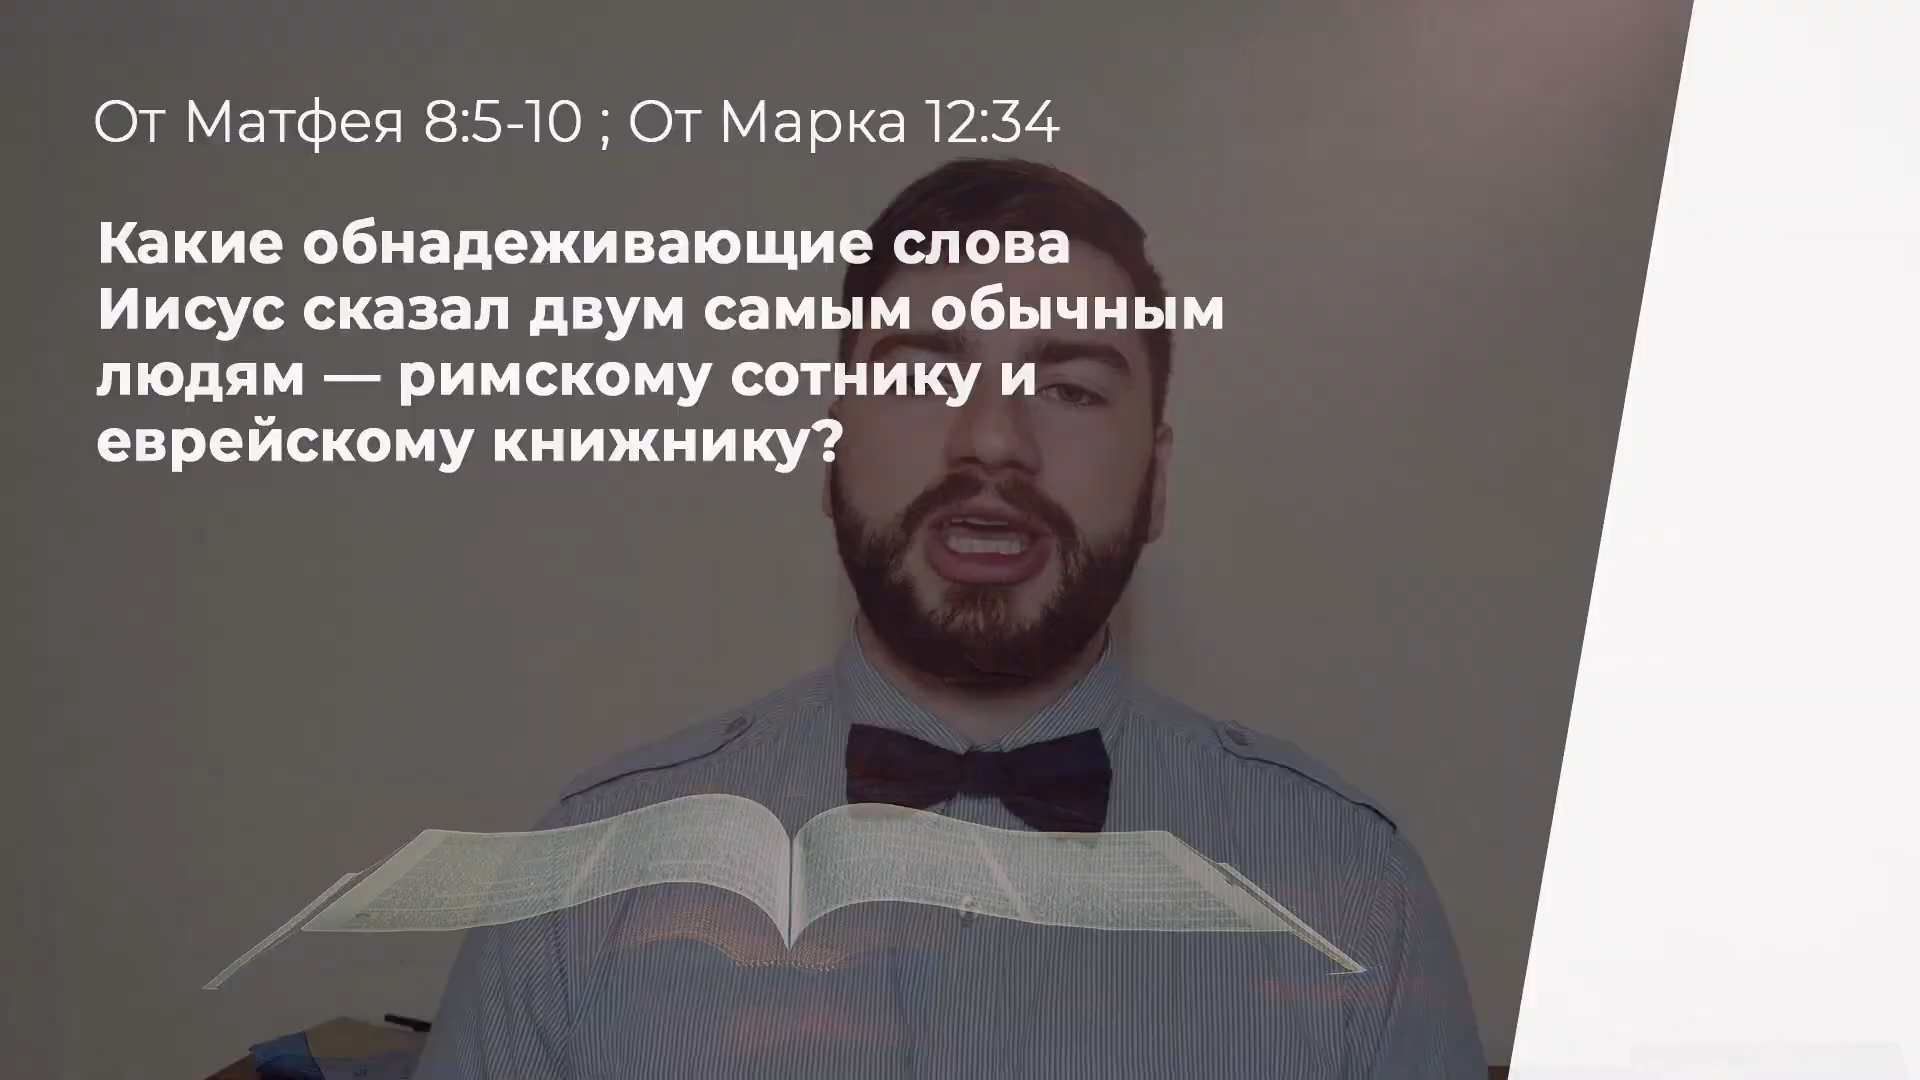 От Матфея 8:5-10 ; От Марка 12:34
Какие обнадеживающие слова
Иисус сказал двум самым обычным
людям — римскому сотнику и
еврейскому книжнику?